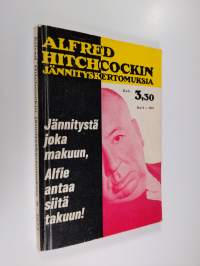 ALFRED
HITCHCOCKIN
JÄNNITYSKERTOMUKSIA
3,50
Jännitystä
joka
makuun,
Alfie
antaa
siitä
takuun!